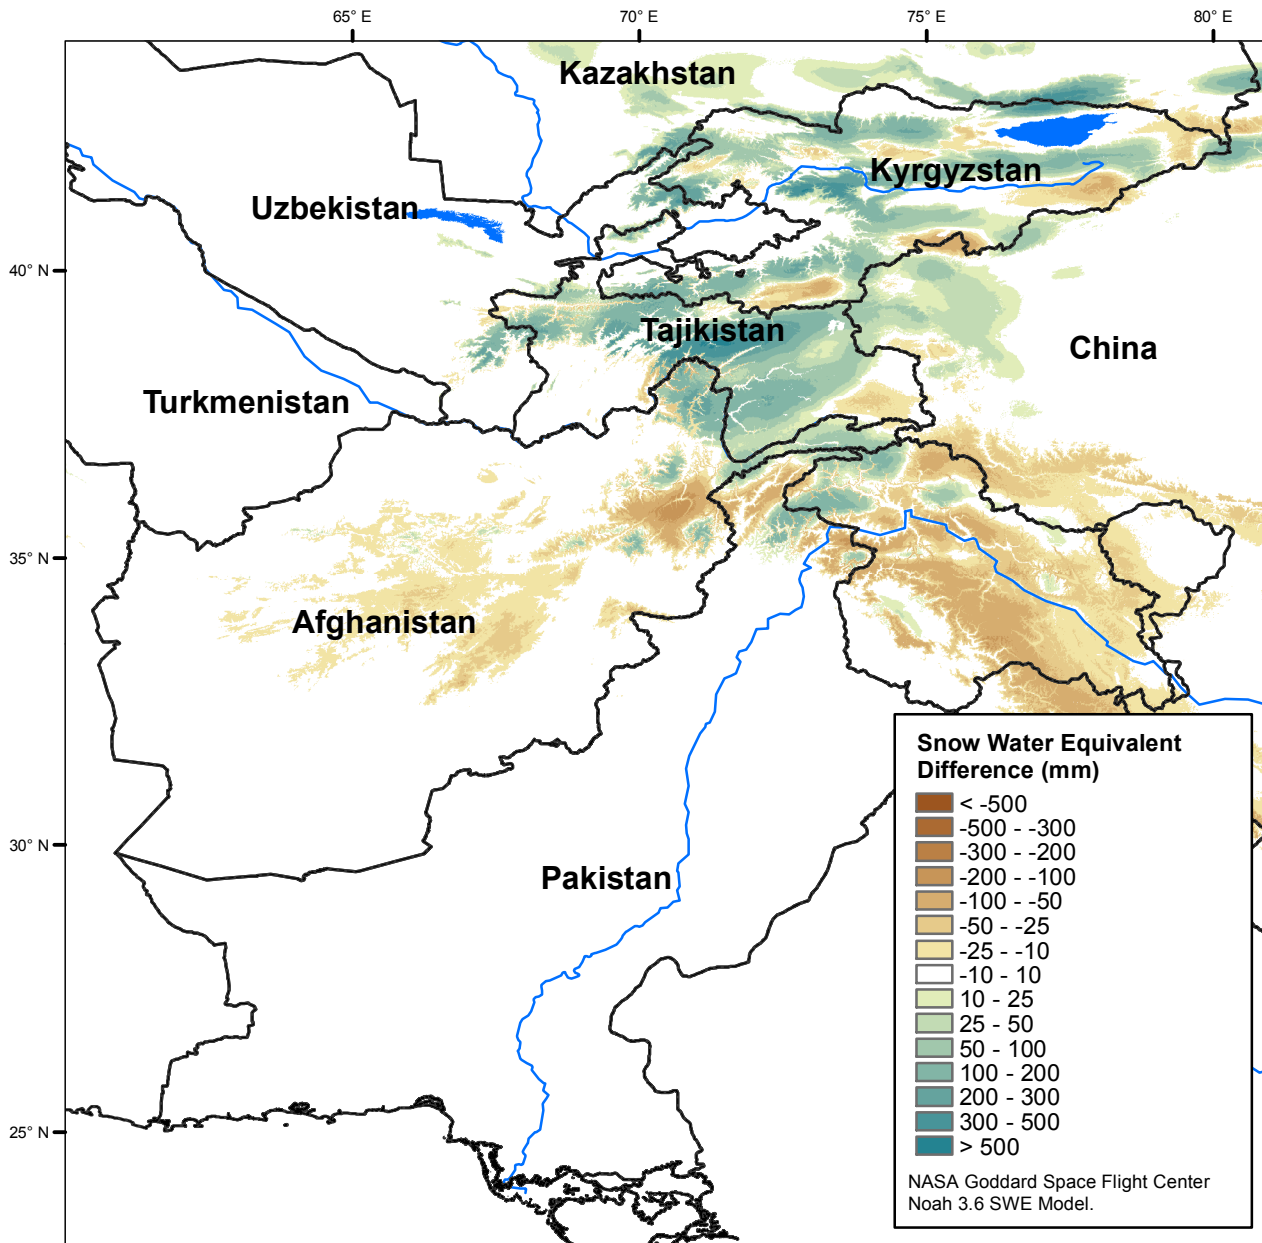 65° E
70° E
75° E
80° E
Kazakhstan
Kyrgyzstan
Uzbekistan
40° N
Tajikistan
China
Turkmenistan
35° N
Afghanistan
30° N
Pakistan
25° N
Snow Water Equivalent
Difference (mm)
< -500
-500 - -300
-300 - -200
-200 - -100
-100 - -50
-50 - -25
-25 - -10
-10 - 10
10 - 25
25 - 50
50 - 100
100 - 200
200 - 300
300 - 500
> 500
NASA Goddard Space Flight Center
Noah 3.6 SWE Model.